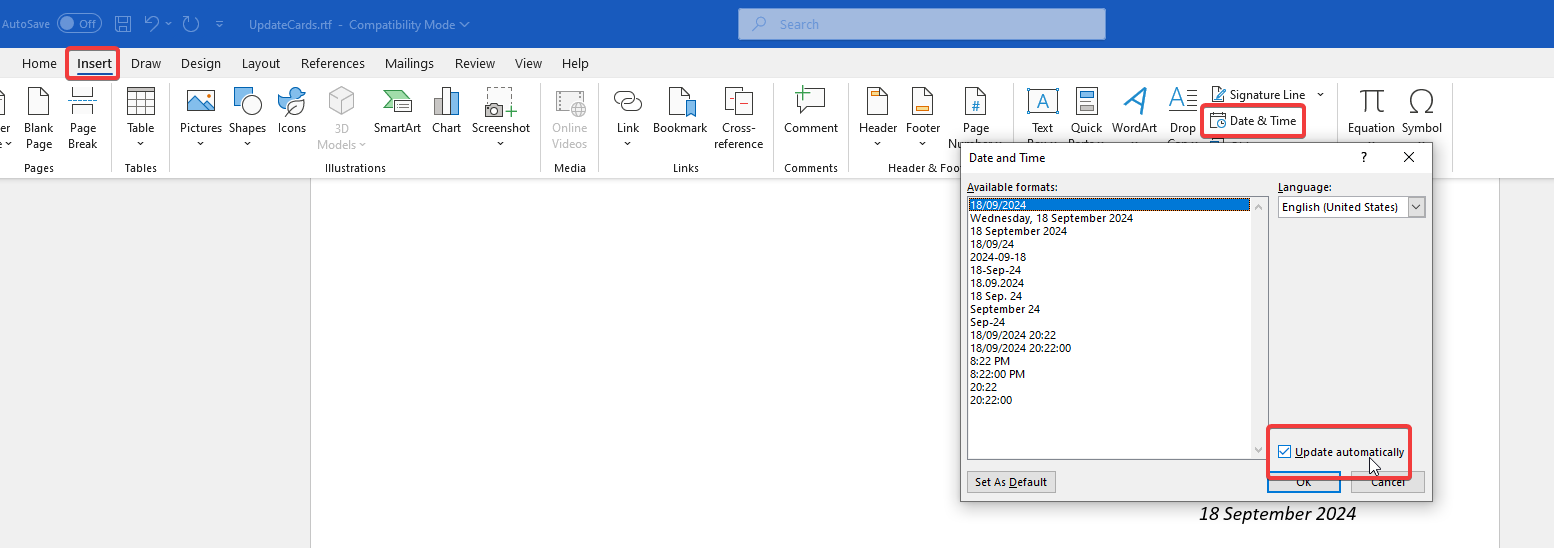 AutoSave Off UpdateCards.rtf - Compatibility Mode Search
Home Insert Draw Design Layout References Mailings Review View Help
Blank Page
Page Break
Table
Pictures
Shapes
Icons
3D Models
SmartArt
Chart
Screenshot
Online Videos
Link
Bookmark
Cross-reference
Comment
Header
Footer
Page
Text
Quick
WordArt
Drop
Signature Line
Date & Time
Equation
Symbol
Pages
Tables
Illustrations
Media
Links
Comments
Header & Foo
Date and Time ?
Available formats:
18/09/2024
Wednesday, 18 September 2024
18 September 2024
18/09/24
2024-09-18
18-Sep-24
18.09.2024
18 Sep. 24
September 24
Sep-24
18/09/2024 20:22
18/09/2024 20:22:00
8:22 PM
8:22:00 PM
20:22
20:22:00
Language:
English (United States)
Update automatically
Set As Default
OK
Cancel
18 September 2024